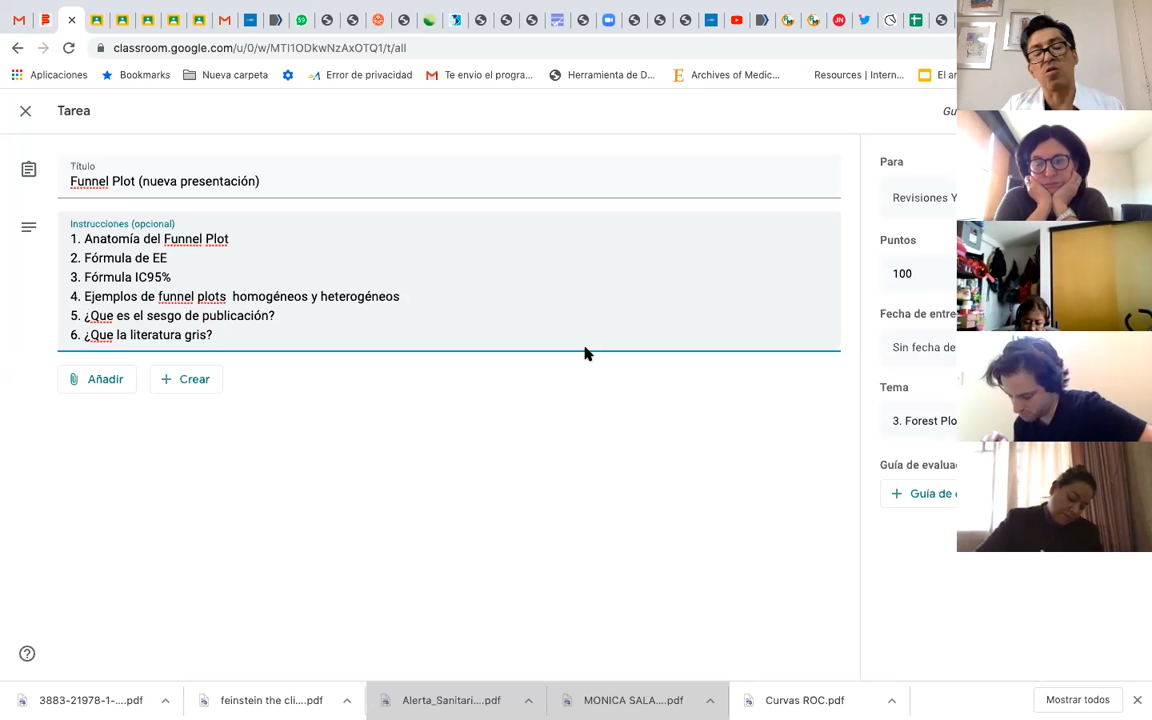 classroom.google.com/u/0/w/MTI1ODkwNzAxOTQ1/t/all
Aplicaciones
Bookmarks
Nueva carpeta
Error de privacidad
Te envio el progra...
Herramienta de D...
Archives of Medic...
Resources | Intern...
El ar
Tarea
Título
Funnel Plot (nueva presentación)
Instrucciones (opcional)
1. Anatomía del Funnel Plot
2. Fórmula de EE
3. Fórmula IC95%
4. Ejemplos de funnel plots homogéneos y heterogéneos
5. ¿Que es el sesgo de publicación?
6. ¿Que la literatura gris?
Añadir
+ Crear
Para
Revisiones Y
Puntos
100
Fecha de entre
Sin fecha de
Tema
3. Forest Plo
Guía de evalua
+ Guía de
3883-21978-1-....pdf
feinstein the cli....pdf
Alerta_Sanitari....pdf
MONICA SALA....pdf
Curvas ROC.pdf
Mostrar todos